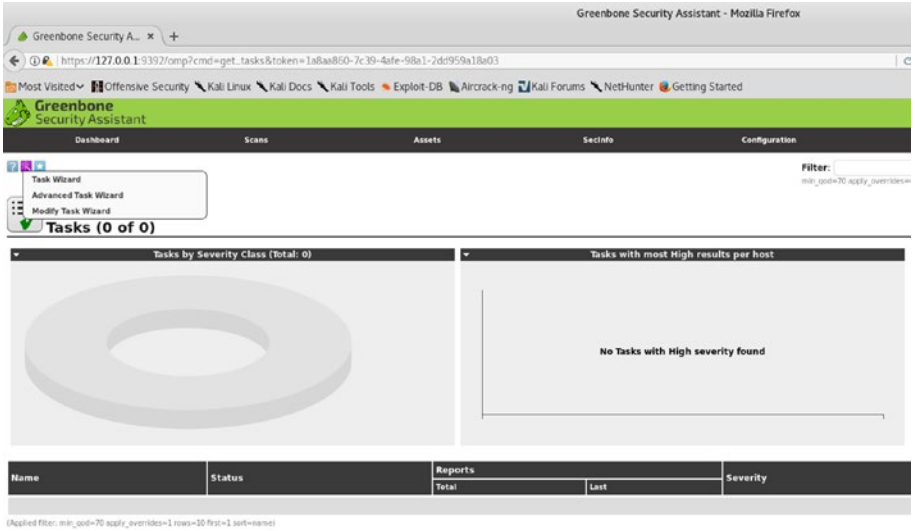 Greenbone Security Assistant - Mozilla Firefox
Greenbone Security A... × +
https://127.0.0.1:9392/omp?cmd=get_tasks&token=1a8aa860-7c39-4afe-98a1-2dd959a18a03
Most Visited Offensive Security Kali Linux Kali Docs Kali Tools Exploit-DB Aircrack-ng Kali Forums NetHunter Getting Started
Greenbone
Security Assistant
Dashboard Scans Assets SecInfo Configuration
Filter:
min_qod=70 apply_overrides=
Task Wizard
Advanced Task Wizard
Modify Task Wizard
Tasks (0 of 0)
Tasks by Severity Class (Total: 0) Tasks with most High results per host
No Tasks with High severity found
Name Status Reports Severity
Total Last
(Applied filter: min_qod=70 apply_overrides=1 rows=10 first=1 sort=name)